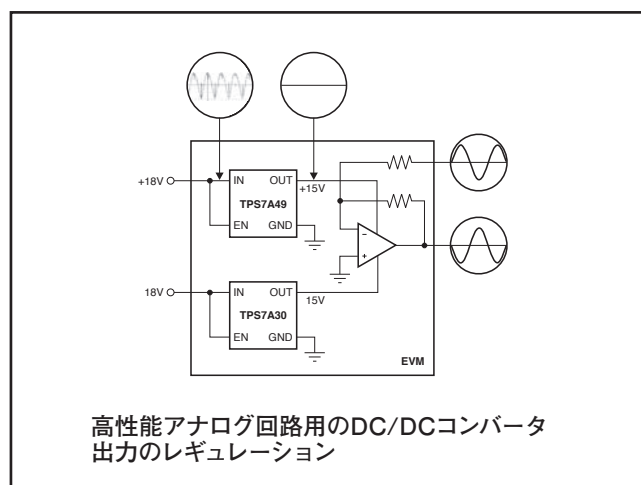 +18V
IN
OUT
+15V
TPS7A49
EN
GND
−
+
18V
IN
OUT
15V
TPS7A30
EN
GND
EVM
高性能アナログ回路用のDC/DCコンバータ
出力のレギュレーション